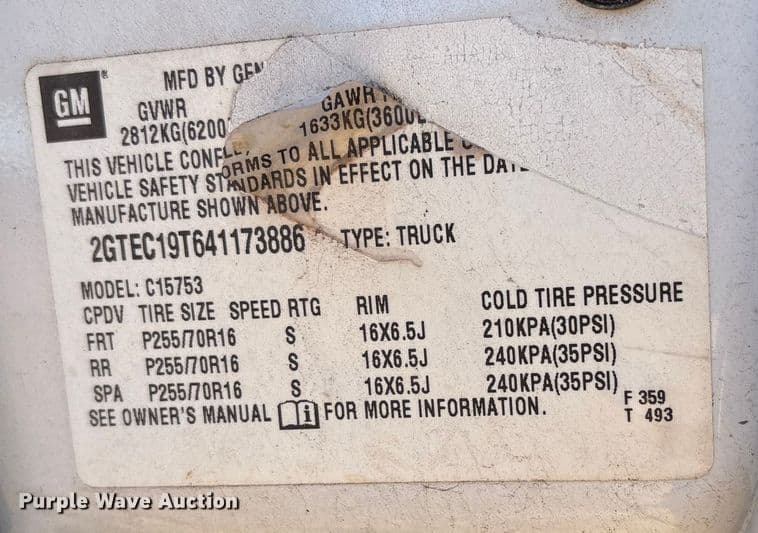 GM
MFD BY GEN
GVWR GAWR
2812KG(6200 1633KG(3600L
THIS VEHICLE CONF ORMS TO ALL APPLICABLE
VEHICLE SAFETY STANDARDS IN EFFECT ON THE DAT
MANUFACTURE SHOWN ABOVE.
2GTEC19T641173886 TYPE: TRUCK
MODEL: C15753
CPDV TIRE SIZE SPEED RTG RIM COLD TIRE PRESSURE
FRT P255/70R16 S 16X6.5J 210KPA(30PSI)
RR P255/70R16 S 16X6.5J 240KPA(35PSI)
SPA P255/70R16 S 16X6.5J 240KPA(35PSI)
SEE OWNER'S MANUAL i FOR MORE INFORMATION.
F 359
T 493
Purple Wave Auction